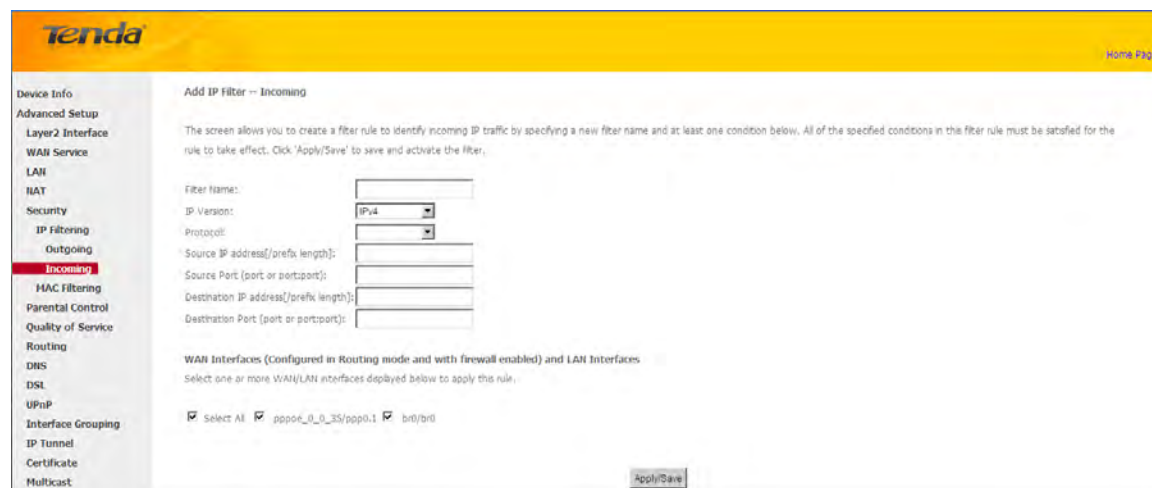 Tenda
Home Pag
Device Info
Advanced Setup
Layer2 Interface
WAN Service
LAN
NAT
Security
IP Filtering
Outgoing
Incoming
MAC Filtering
Parental Control
Quality of Service
Routing
DNS
DSL
UPnP
Interface Grouping
IP Tunnel
Certificate
Multicast
Add IP Filter -- Incoming
The screen allows you to create a filter rule to identify incoming IP traffic by specifying a new filter name and at least one condition below. All of the specified conditions in this filter rule must be satisfied for the
rule to take effect. Click 'Apply/Save' to save and activate the filter.
Filter Name:
IP Version: IPv4
Protocol:
Source IP address[/prefix length]:
Source Port (port or port:port):
Destination IP address[/prefix length]:
Destination Port (port or port:port):
WAN Interfaces (Configured in Routing mode and with firewall enabled) and LAN Interfaces
Select one or more WAN/LAN interfaces displayed below to apply this rule.
Select All pppoe_0_0_35/ppp0.1 br0/br0
Apply/Save